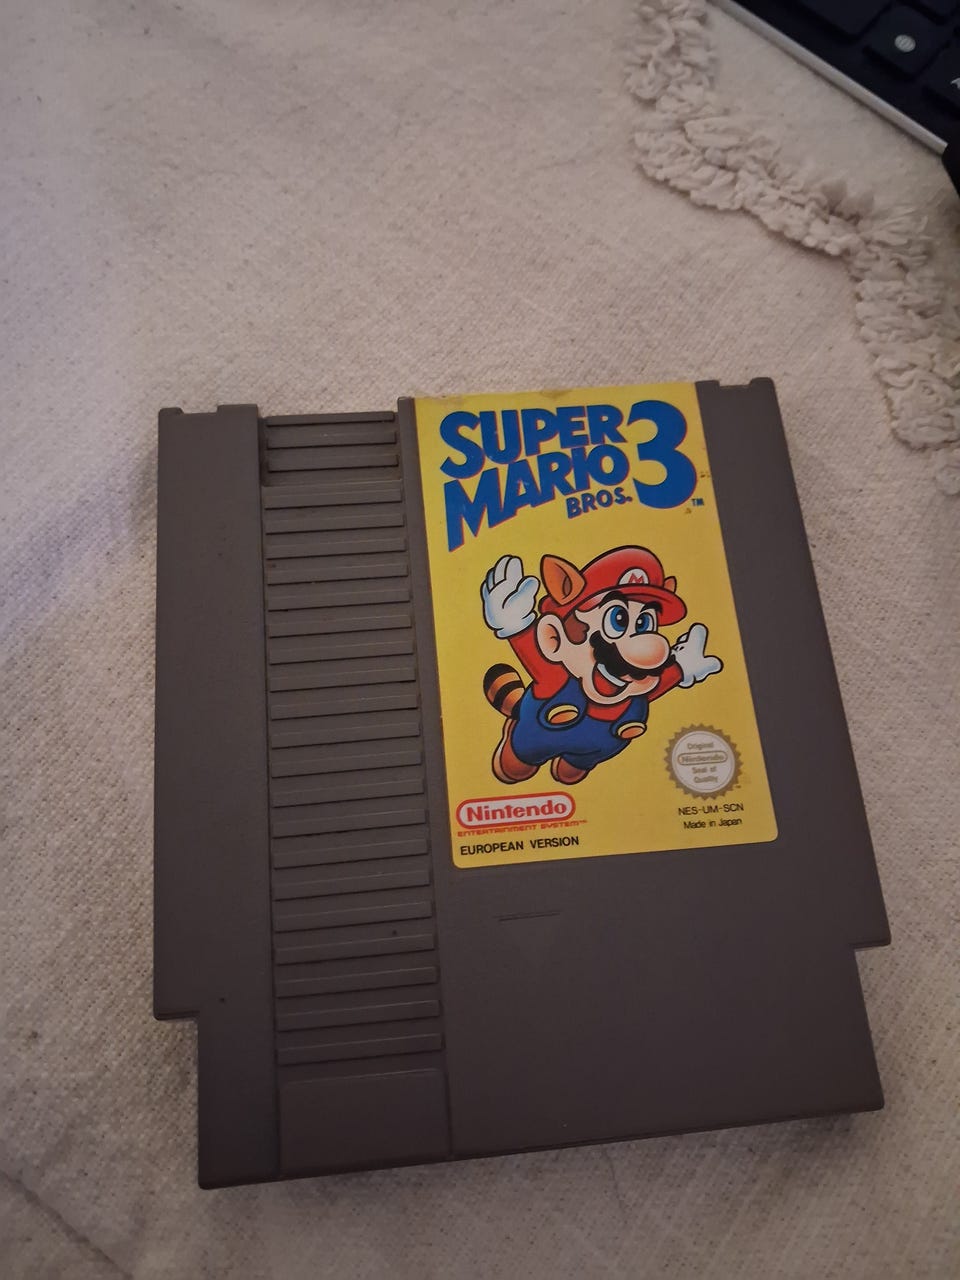 SUPER
MARIO
BROS.
3
TM
M
Original
Nintendo
Seal of
Quality
Nintendo
ENTERTAINMENT SYSTEM™
EUROPEAN VERSION
NES-UM-SCN
Made in Japan